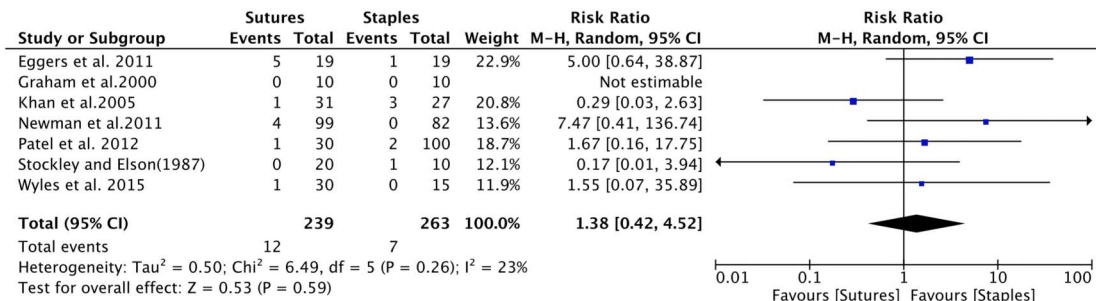 Sutures Staples Risk Ratio Risk Ratio
Study or Subgroup Events Total Events Total Weight M-H, Random, 95% CI M-H, Random, 95% CI
Eggers et al. 2011 5 19 1 19 22.9% 5.00 [0.64, 38.87]
Graham et al.2000 0 10 0 10 Not estimable
Khan et al.2005 1 31 3 27 20.8% 0.29 [0.03, 2.63]
Newman et al.2011 4 99 0 82 13.6% 7.47 [0.41, 136.74]
Patel et al. 2012 1 30 2 100 18.7% 1.67 [0.16, 17.75]
Stockley and Elson(1987) 0 20 1 10 12.1% 0.17 [0.01, 3.94]
Wyles et al. 2015 1 30 0 15 11.9% 1.55 [0.07, 35.89]
Total (95% CI) 239 263 100.0% 1.38 [0.42, 4.52]
Total events 12 7
Heterogeneity: Tau² = 0.50; Chi² = 6.49, df = 5 (P = 0.26); I² = 23%
Test for overall effect: Z = 0.53 (P = 0.59)
0.01 0.1 1 10 100
Favours [Sutures] Favours [Staples]